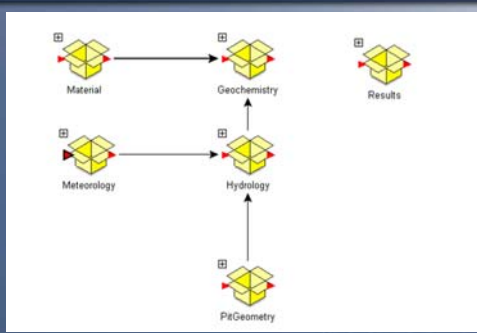 Material
Geochemistry
Results
Meteorology
Hydrology
PitGeometry